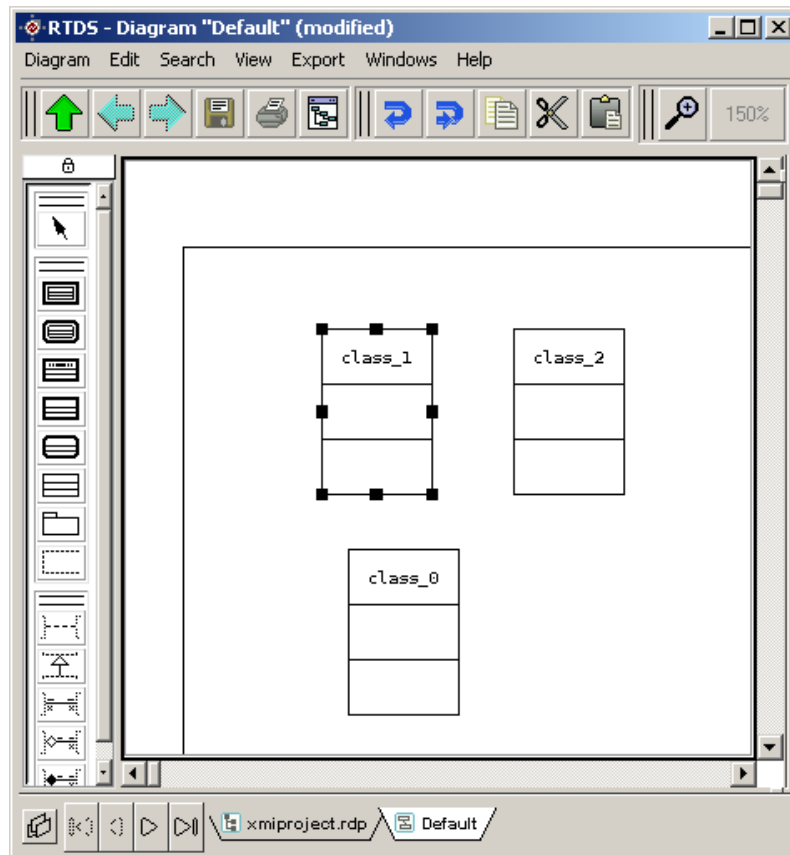 RTDS - Diagram "Default" (modified)
Diagram Edit Search View Export Windows Help
150%
class_1 class_2
class_0
xmiproject.rdp Default